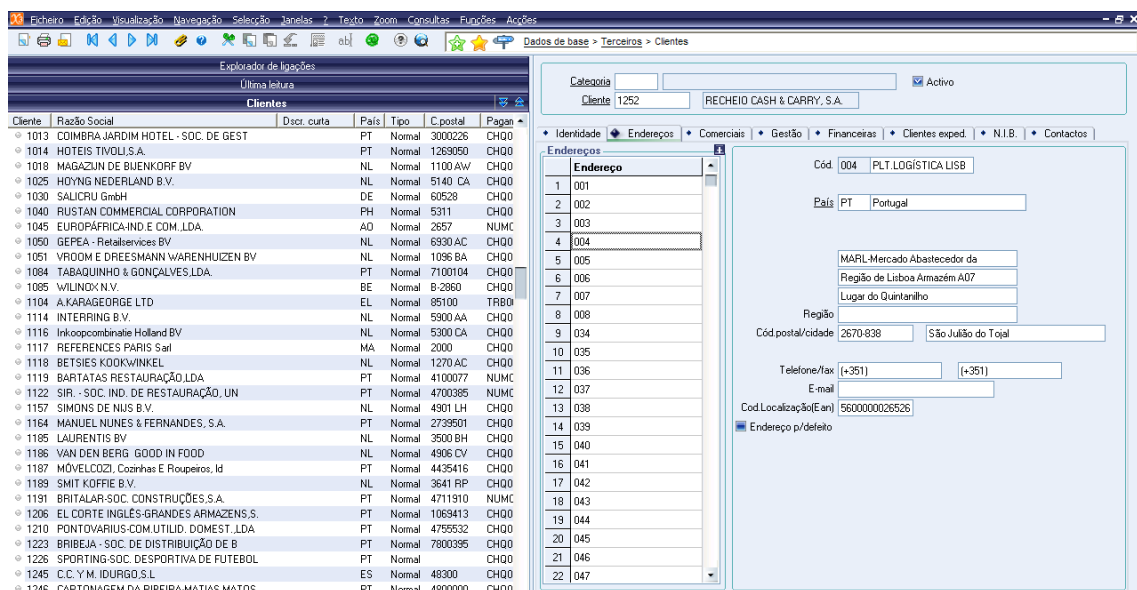 Ficheiro Edição Visualização Navegação Selecção Janelas ? Texto Zoom Consultas Funções Acções
Dados de base > Terceiros > Clientes
Explorador de ligações
Última leitura
Clientes
Cliente Razão Social Dscr. curta País Tipo C.postal Pagan
1013 COIMBRA JARDIM HOTEL - SOC. DE GEST PT Normal 3000226 CHQ0
1014 HOTEIS TIVOLI,S.A. PT Normal 1269050 CHQ0
1018 MAGAZIJN DE BIJENKORF BV NL Normal 1100 AW CHQ0
1025 HOYNG NEDERLAND B.V. NL Normal 5140 CA CHQ0
1030 SALICRU GmbH DE Normal 60528 CHQ0
1040 RUSTAN COMMERCIAL CORPORATION PH Normal 5311 CHQ0
1045 EUROPÁFRICA-IND.E COM.,LDA. AO Normal 2657 NUMC
1050 GEPEA - Retailservices BV NL Normal 6930 AC CHQ0
1051 VROOM E DREESMANN WARENHUIZEN BV NL Normal 1096 BA CHQ0
1084 TABAQUINHO & GONÇALVES,LDA. PT Normal 7100104 CHQ0
1085 WILINOX N.V. BE Normal B-2860 CHQ0
1104 A.KARAGEORGE LTD EL Normal 85100 TRB0
1114 INTERRING B.V. NL Normal 5900 AA CHQ0
1116 Inkoopcombinatie Holland BV NL Normal 5300 CA CHQ0
1117 REFERENCES PARIS Sarl MA Normal 2000 CHQ0
1118 BETSIES KOOKWINKEL NL Normal 1270 AC CHQ0
1119 BARTATAS RESTAURAÇÃO,LDA PT Normal 4100077 NUMC
1122 SIR. - SOC. IND. DE RESTAURAÇÃO, UN PT Normal 4700385 NUMC
1157 SIMONS DE NIJS B.V. NL Normal 4901 LH CHQ0
1164 MANUEL NUNES & FERNANDES, S.A. PT Normal 2739501 CHQ0
1185 LAURENTIS BV NL Normal 3500 BH CHQ0
1186 VAN DEN BERG GOOD IN FOOD NL Normal 4906 CV CHQ0
1187 MÓVELCOZI, Cozinhas E Roupeiros, ld PT Normal 4435416 CHQ0
1189 SMIT KOFFIE B.V. NL Normal 3641 RP CHQ0
1191 BRITALAR-SOC. CONSTRUÇÕES,S.A. PT Normal 4711910 NUMC
1206 EL CORTE INGLÊS-GRANDES ARMAZENS,S. PT Normal 1069413 CHQ0
1210 PONTOVARIUS-COM.UTILID. DOMEST.,LDA PT Normal 4755532 CHQ0
1223 BRIBEJA - SOC. DE DISTRIBUIÇÃO DE B PT Normal 7800395 CHQ0
1226 SPORTING-SOC. DESPORTIVA DE FUTEBOL PT Normal CHQ0
1245 C.C. Y M. IDURGO,S.L ES Normal 48300 CHQ0
1246 CARTONAGEM DA RIBEIRA-MATIAS MATOS PT Normal 4800000 CHQ0
Categoria Activo
Cliente 1252 RECHEIO CASH & CARRY, S.A.
Identidade Endereços Comerciais Gestão Financeiras Clientes exped. N.I.B. Contactos
Endereços
Endereço
1 001
2 002
3 003
4 004
5 005
6 006
7 007
8 008
9 034
10 035
11 036
12 037
13 038
14 039
15 040
16 041
17 042
18 043
19 044
20 045
21 046
22 047
Cód. 004 PLT.LOGÍSTICA LISB
País PT Portugal
MARL-Mercado Abastecedor da
Região de Lisboa Armazém A07
Lugar do Quintanilho
Região
Cód.postal/cidade 2670-838 São Julião do Tojal
Telefone/fax (+351) (+351)
E-mail
Cod.Localização(Ean) 5600000026526
Endereço p/defeito